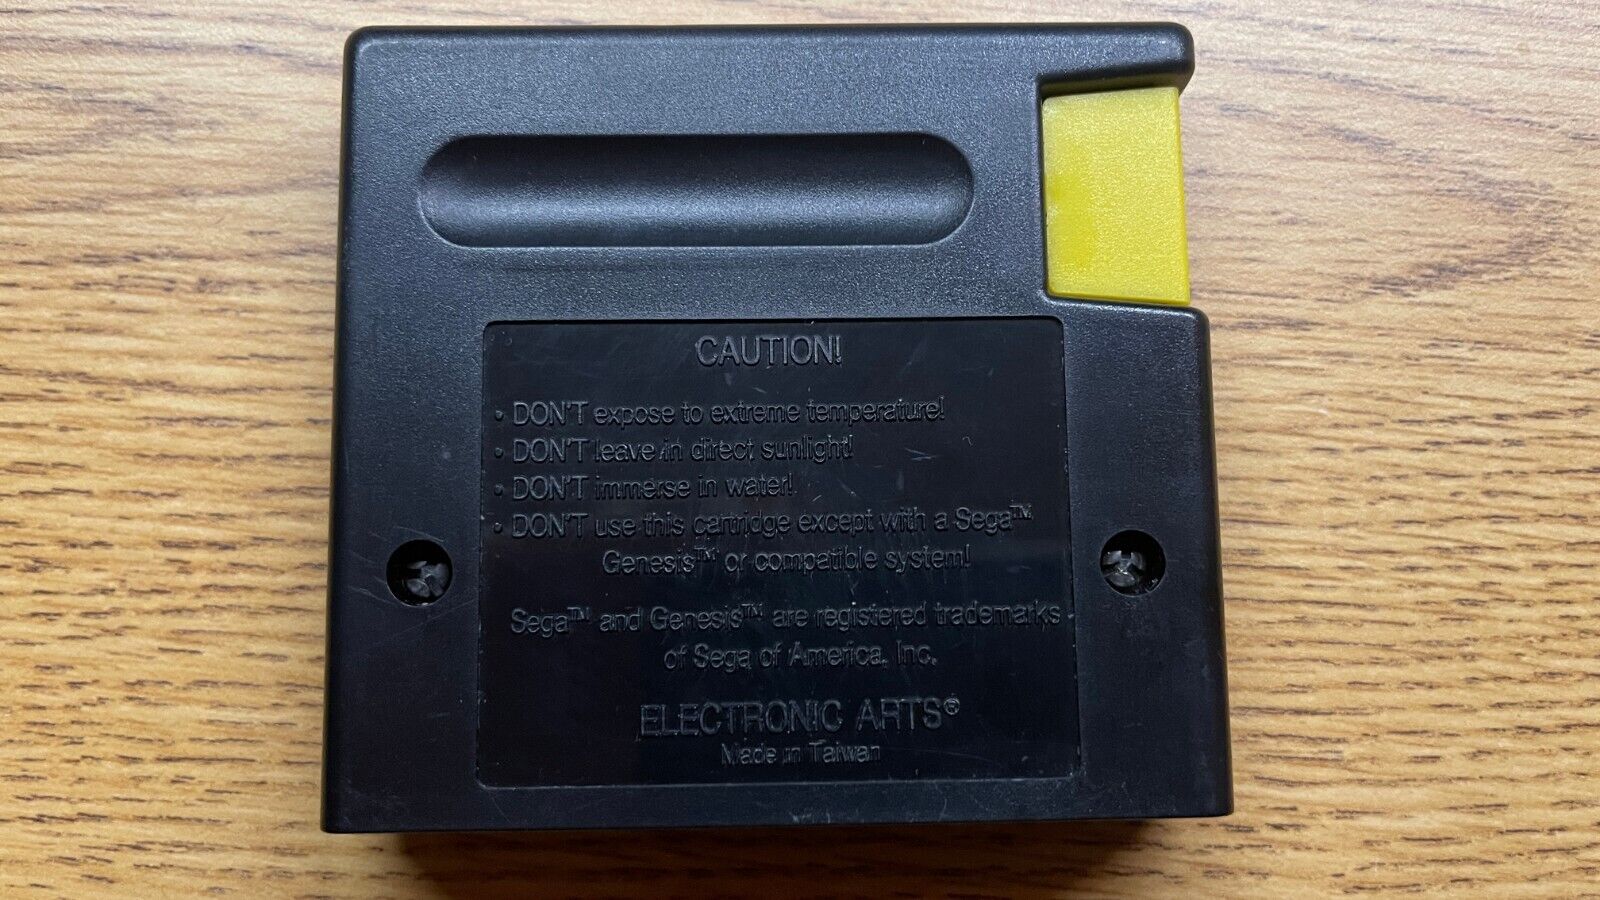 CAUTION!
• DON'T expose to extreme temperature!
• DON'T leave in direct sunlight!
• DON'T immerse in water!
• DON'T use this cartridge except with a Sega™
Genesis™ or compatible system!
Sega™ and Genesis™ are registered trademarks
of Sega of America, Inc.
ELECTRONIC ARTS®
Made in Taiwan